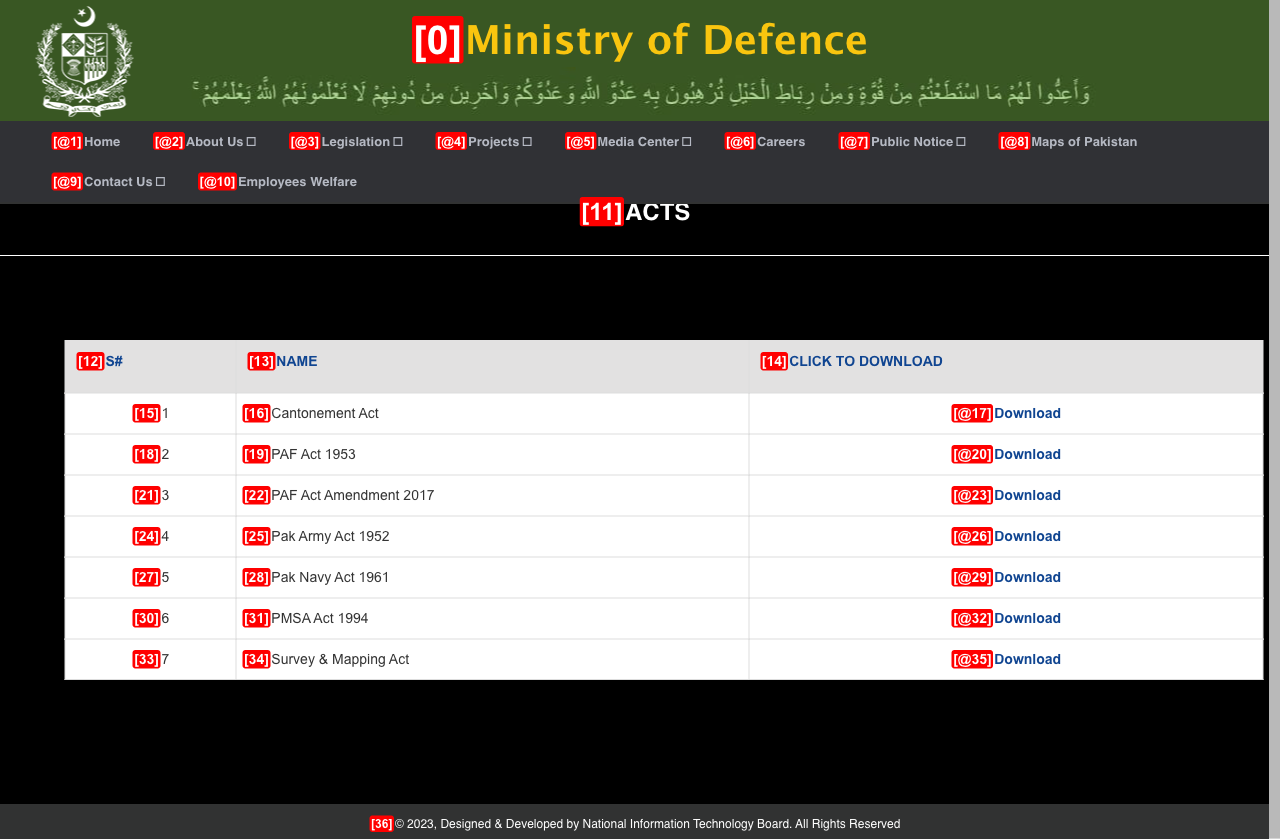 [0]Ministry of Defence
وَأَعِدُّوا لَهُمْ مَا اسْتَطَعْتُمْ مِنْ قُوَّةٍ وَمِنْ رِبَاطِ الْخَيْلِ تُرْهِبُونَ بِهِ عَدُوَّ اللَّهِ وَعَدُوَّكُمْ وَآخَرِينَ مِنْ دُونِهِمْ لَا تَعْلَمُونَهُمُ اللَّهُ يَعْلَمُهُمْ ۚ
[@1]Home [@2]About Us [@3]Legislation [@4]Projects [@5]Media Center [@6]Careers [@7]Public Notice [@8]Maps of Pakistan
[@9]Contact Us [@10]Employees Welfare
[11]ACTS
[12]S# [13]NAME [14]CLICK TO DOWNLOAD
[15]1 [16]Cantonement Act [@17]Download
[18]2 [19]PAF Act 1953 [@20]Download
[21]3 [22]PAF Act Amendment 2017 [@23]Download
[24]4 [25]Pak Army Act 1952 [@26]Download
[27]5 [28]Pak Navy Act 1961 [@29]Download
[30]6 [31]PMSA Act 1994 [@32]Download
[33]7 [34]Survey & Mapping Act [@35]Download
[36]© 2023, Designed & Developed by National Information Technology Board. All Rights Reserved